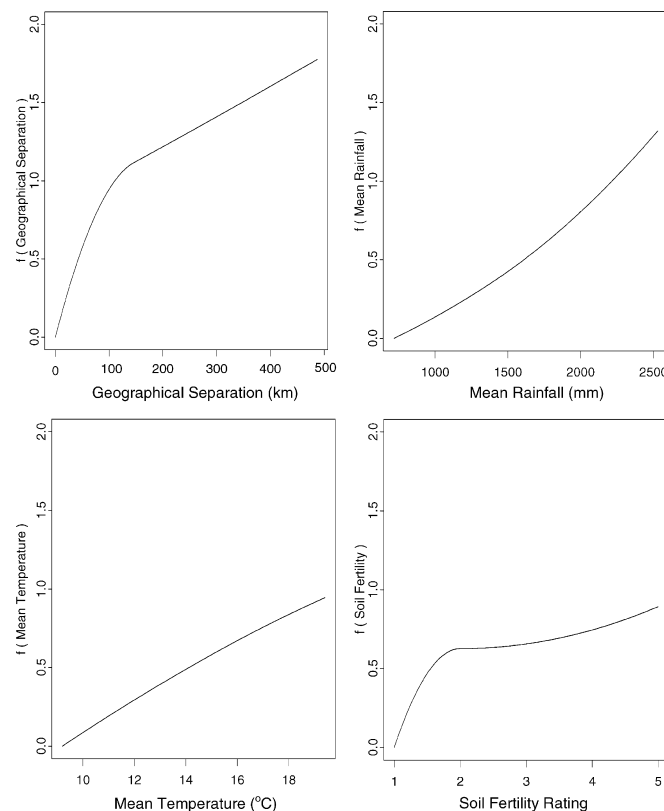 2.0
1.5
1.0
0.5
0.0
f ( Geographical Separation )
0 100 200 300 400 500
Geographical Separation (km)
2.0
1.5
1.0
0.5
0.0
f ( Mean Rainfall )
1000 1500 2000 2500
Mean Rainfall (mm)
2.0
1.5
1.0
0.5
0.0
f ( Mean Temperature )
10 12 14 16 18
Mean Temperature (°C)
2.0
1.5
1.0
0.5
0.0
f ( Soil Fertility )
1 2 3 4 5
Soil Fertility Rating